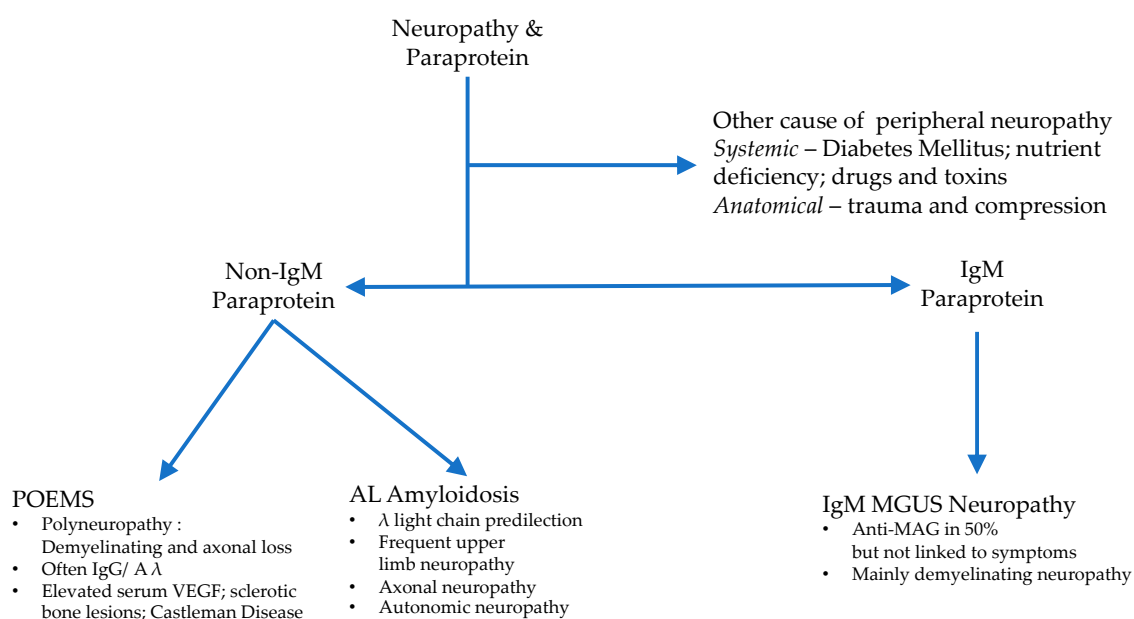 Neuropathy &
Paraprotein
Other cause of peripheral neuropathy
Systemic – Diabetes Mellitus; nutrient
deficiency; drugs and toxins
Anatomical – trauma and compression
Non-IgM
Paraprotein
IgM
Paraprotein
POEMS
• Polyneuropathy :
Demyelinating and axonal loss
• Often IgG/ A λ
• Elevated serum VEGF; sclerotic
bone lesions; Castleman Disease
AL Amyloidosis
• λ light chain predilection
• Frequent upper
limb neuropathy
• Axonal neuropathy
• Autonomic neuropathy
IgM MGUS Neuropathy
• Anti-MAG in 50%
but not linked to symptoms
• Mainly demyelinating neuropathy